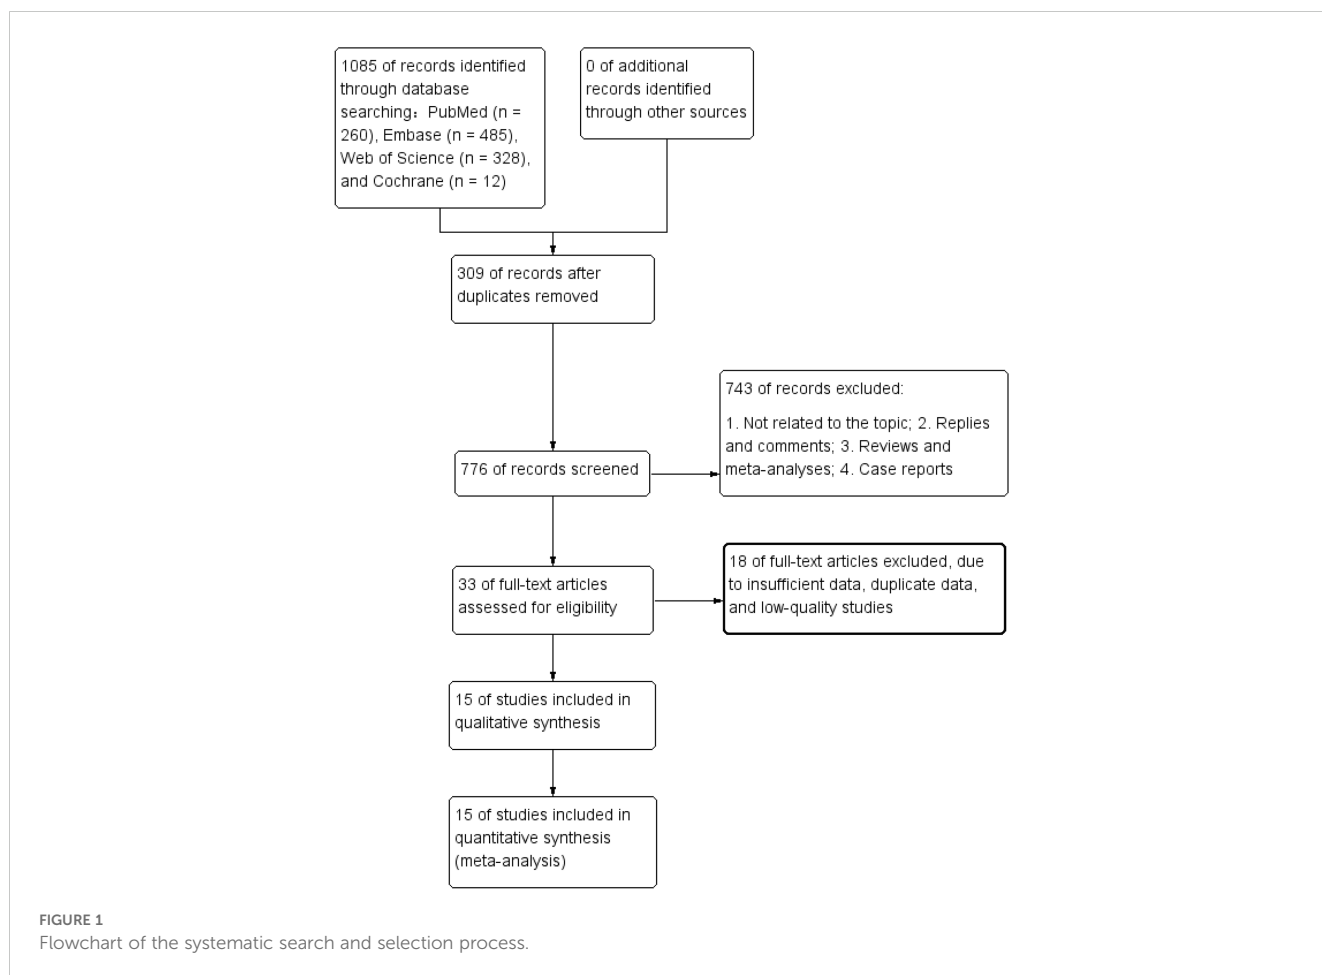 1085 of records identified
through database
searching：PubMed (n =
260), Embase (n = 485),
Web of Science (n = 328),
and Cochrane (n = 12)
0 of additional
records identified
through other sources
309 of records after
duplicates removed
743 of records excluded:
1. Not related to the topic; 2. Replies
and comments; 3. Reviews and
meta-analyses; 4. Case reports
776 of records screened
18 of full-text articles excluded, due
to insufficient data, duplicate data,
and low-quality studies
33 of full-text articles
assessed for eligibility
15 of studies included in
qualitative synthesis
15 of studies included in
quantitative synthesis
(meta-analysis)
FIGURE 1
Flowchart of the systematic search and selection process.